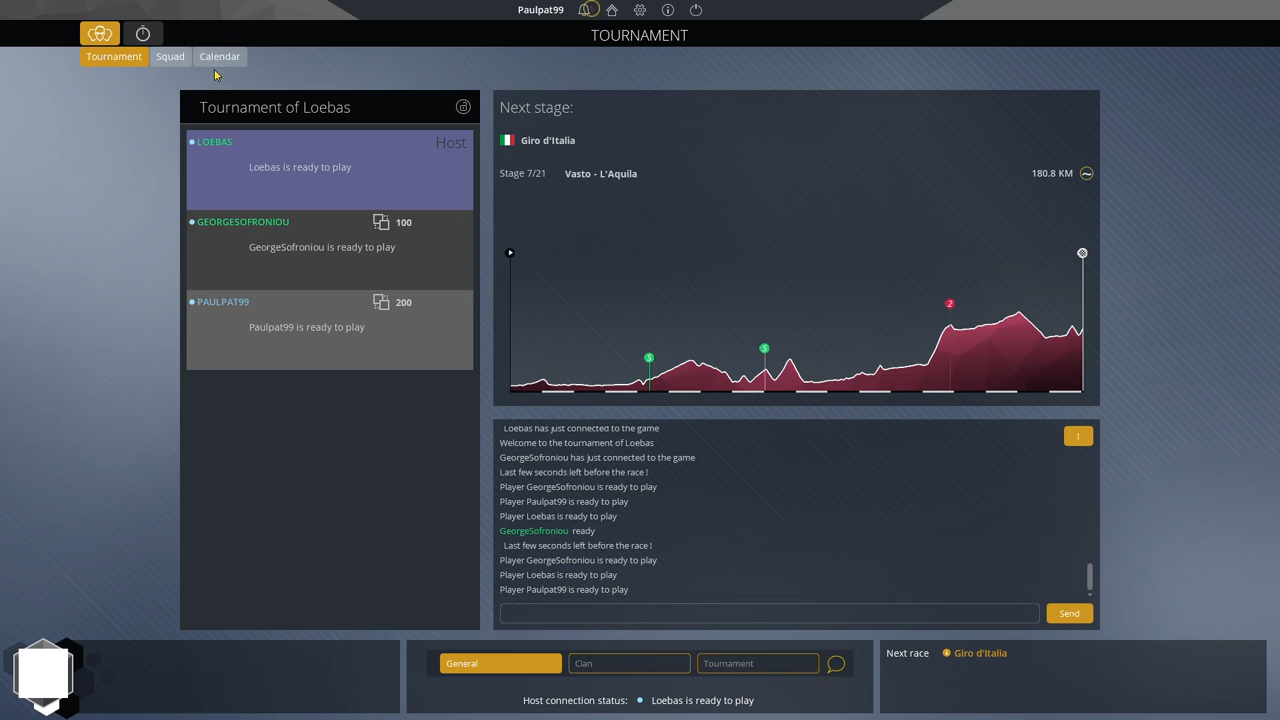 Paulpat99
TOURNAMENT
Tournament
Squad
Calendar
Tournament of Loebas
LOEBAS
Host
Loebas is ready to play
GEORGESOFRONIOU
100
GeorgeSofroniou is ready to play
PAULPAT99
200
Paulpat99 is ready to play
Next stage:
Giro d'Italia
Stage 7/21 Vasto - L'Aquila 180.8 KM
2
S
S
Loebas has just connected to the game
Welcome to the tournament of Loebas
GeorgeSofroniou has just connected to the game
Last few seconds left before the race !
Player GeorgeSofroniou is ready to play
Player Paulpat99 is ready to play
Player Loebas is ready to play
GeorgeSofroniou ready
Last few seconds left before the race !
Player GeorgeSofroniou is ready to play
Player Loebas is ready to play
Player Paulpat99 is ready to play
!
Send
General
Clan
Tournament
Host connection status: Loebas is ready to play
Next race Giro d'Italia